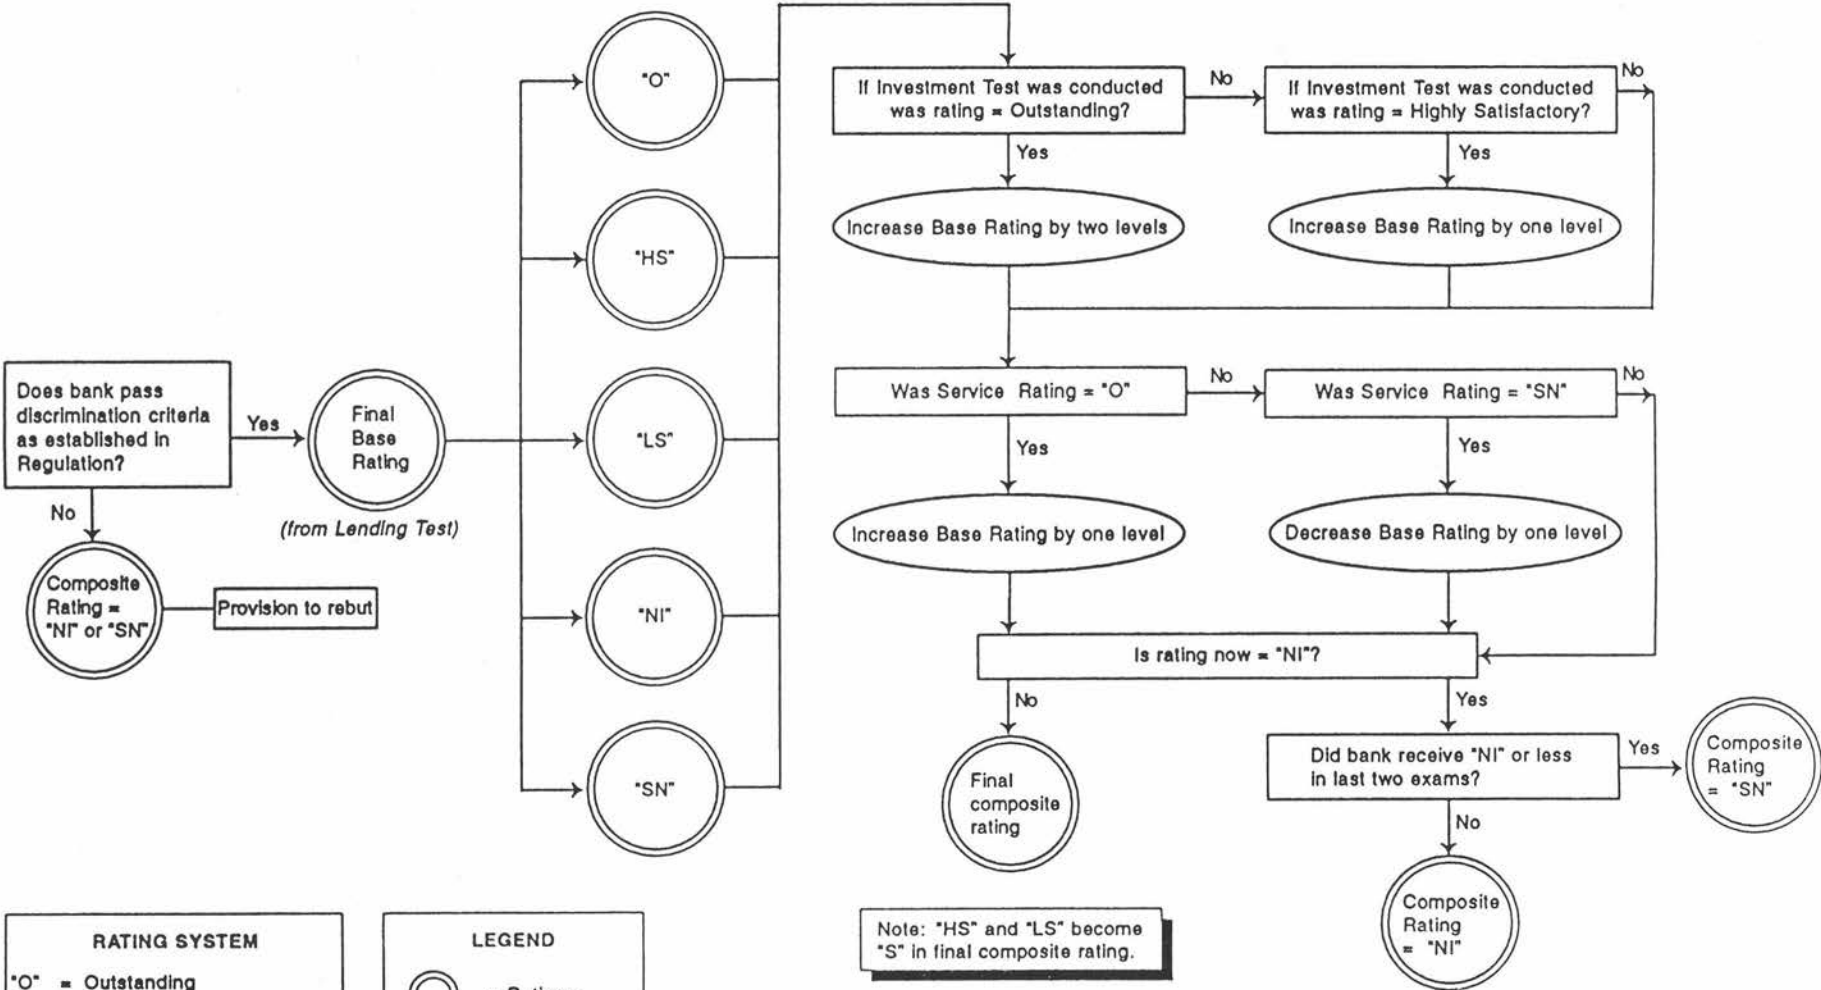 Does bank pass
discrimination criteria
as established in
Regulation?
Yes
No
Composite
Rating =
"NI" or "SN"
Provision to rebut
Final
Base
Rating
(from Lending Test)
"O"
"HS"
"LS"
"NI"
"SN"
If Investment Test was conducted
was rating = Outstanding?
No
If Investment Test was conducted
was rating = Highly Satisfactory?
No
Yes
Yes
Increase Base Rating by two levels
Increase Base Rating by one level
Was Service Rating = "O"
No
Was Service Rating = "SN"
No
Yes
Yes
Increase Base Rating by one level
Decrease Base Rating by one level
Is rating now = "NI"?
No
Yes
Final
composite
rating
Did bank receive "NI" or less
in last two exams?
Yes
Composite
Rating
= "SN"
No
Composite
Rating
= "NI"
Note: "HS" and "LS" become
"S" in final composite rating.
RATING SYSTEM
"O" = Outstanding
LEGEND